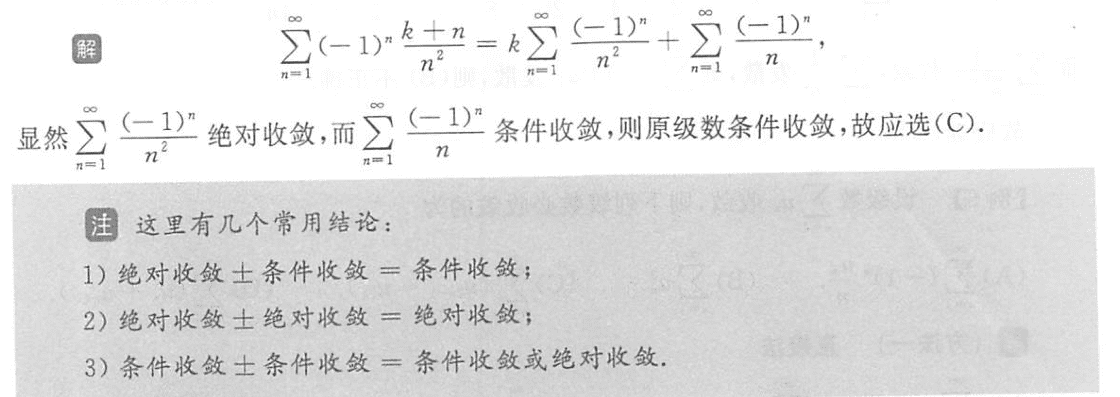 解 $\sum_{n=1}^{\infty}(-1)^n\frac{k+n}{n^2}=k\sum_{n=1}^{\infty}\frac{(-1)^n}{n^2}+\sum_{n=1}^{\infty}\frac{(-1)^n}{n},$
显然 $\sum_{n=1}^{\infty}\frac{(-1)^n}{n^2}$ 绝对收敛,而 $\sum_{n=1}^{\infty}\frac{(-1)^n}{n}$ 条件收敛,则原级数条件收敛,故应选(C).
注 这里有几个常用结论:
1) 绝对收敛 ± 条件收敛 = 条件收敛;
2) 绝对收敛 ± 绝对收敛 = 绝对收敛;
3) 条件收敛 ± 条件收敛 = 条件收敛或绝对收敛.